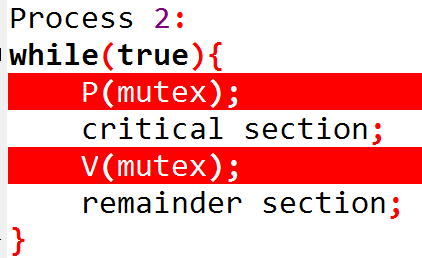 Process 2:
while(true){
    P(mutex);
    critical section;
    V(mutex);
    remainder section;
}